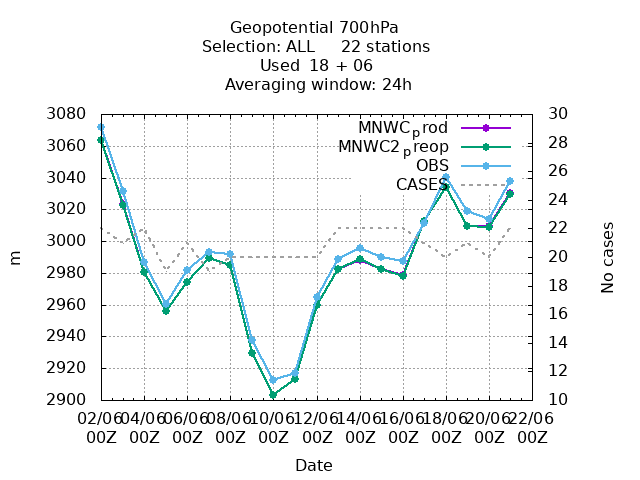 Geopotential 700hPa
Selection: ALL 22 stations
Used 18 + 06
Averaging window: 24h
3080
3060
3040
3020
3000
2980
2960
2940
2920
2900
m
MNWC_prod
MNWC2_preop
OBS
CASES
30
28
26
24
22
20
18
16
14
12
10
No cases
02/06 04/06 06/06 08/06 10/06 12/06 14/06 16/06 18/06 20/06 22/06
00Z 00Z 00Z 00Z 00Z 00Z 00Z 00Z 00Z 00Z 00Z
Date